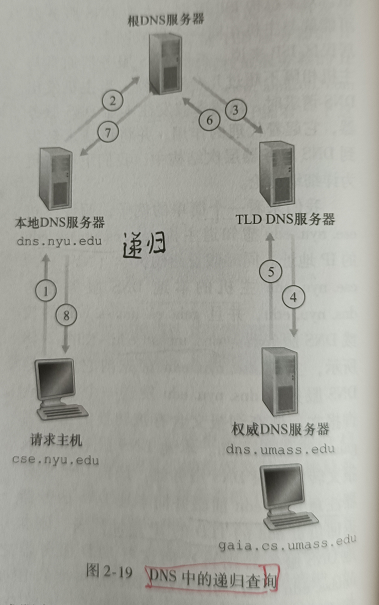 根DNS服务器
②
③
⑦
⑥
本地DNS服务器
dns.nyu.edu
递归
TLD DNS服务器
①
⑧
⑤
④
请求主机
cse.nyu.edu
权威DNS服务器
dns.umass.edu
gaia.cs.umass.edu
图 2-19 DNS 中的递归查询